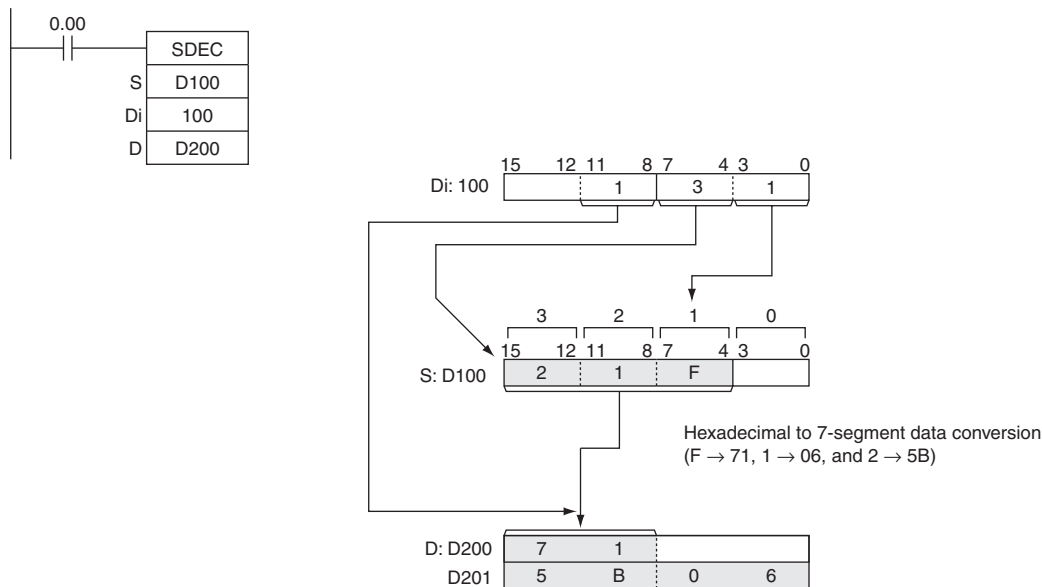 0.00
SDEC
S D100
Di 100
D D200
15 12 11 8 7 4 3 0
Di: 100 1 3 1
3 2 1 0
15 12 11 8 7 4 3 0
S: D100 2 1 F
Hexadecimal to 7-segment data conversion
(F → 71, 1 → 06, and 2 → 5B)
D: D200 7 1
D201 5 B 0 6